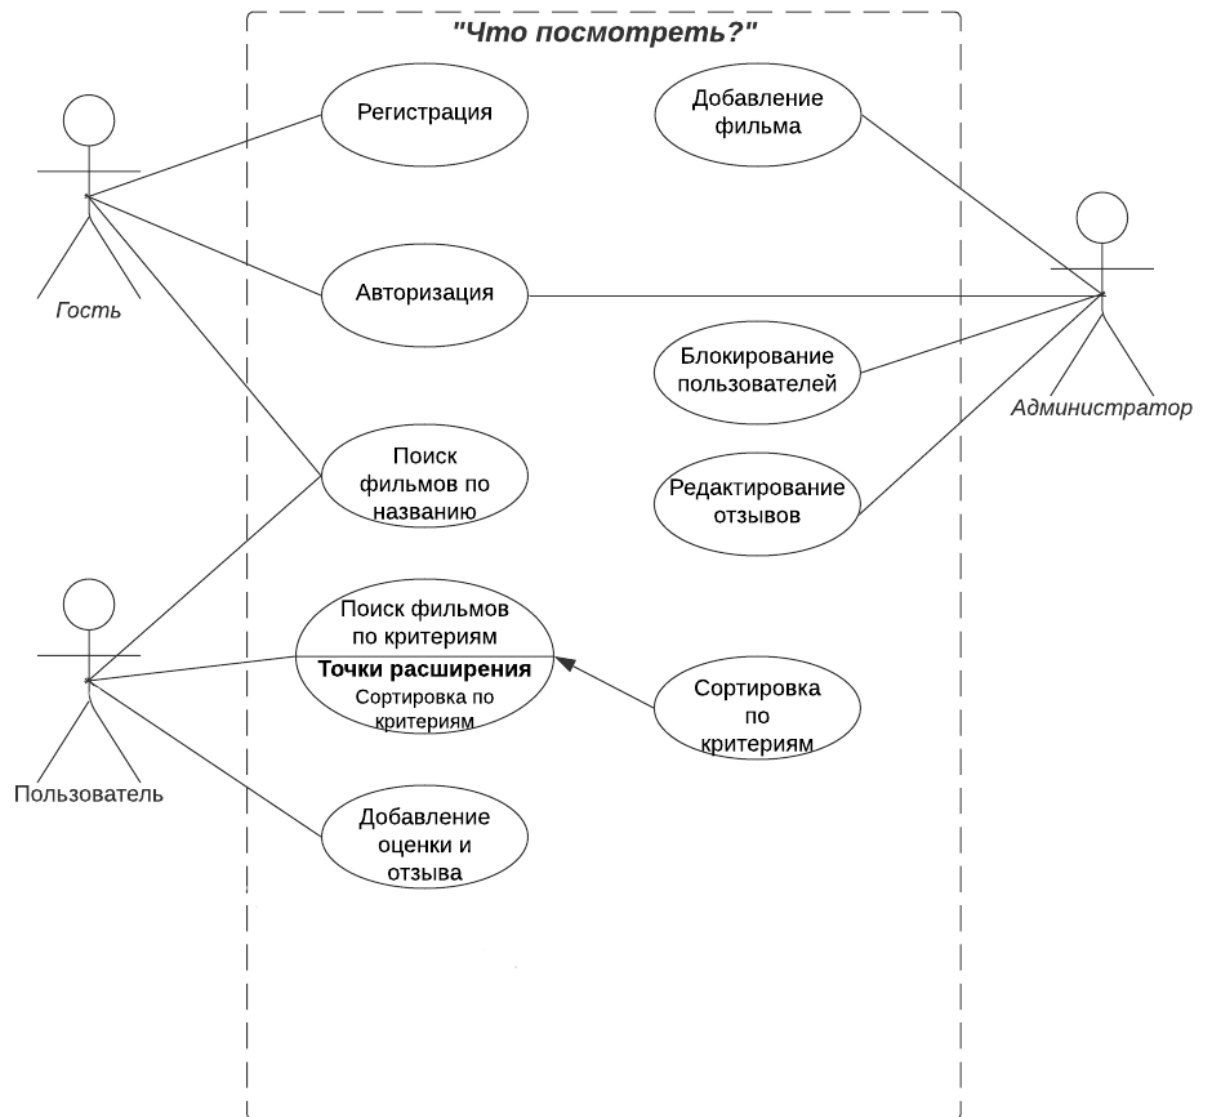 "Что посмотреть?"
Регистрация
Добавление
фильма
Гость
Авторизация
Блокирование
пользователей
Администратор
Поиск
фильмов по
названию
Редактирование
отзывов
Поиск фильмов
по критериям
Точки расширения
Сортировка по
критериям
Сортировка
по
критериям
Пользователь
Добавление
оценки и
отзыва